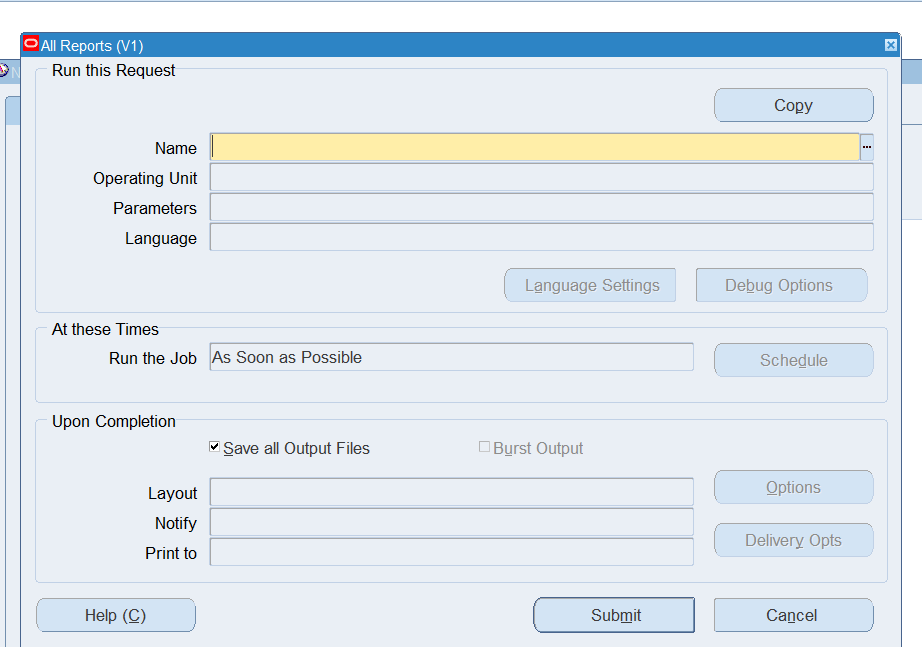 All Reports (V1)
Run this Request
Copy
Name
...
Operating Unit
Parameters
Language
Language Settings
Debug Options
At these Times
Run the Job
As Soon as Possible
Schedule
Upon Completion
Save all Output Files
Burst Output
Layout
Options
Notify
Delivery Opts
Print to
Help (C)
Submit
Cancel